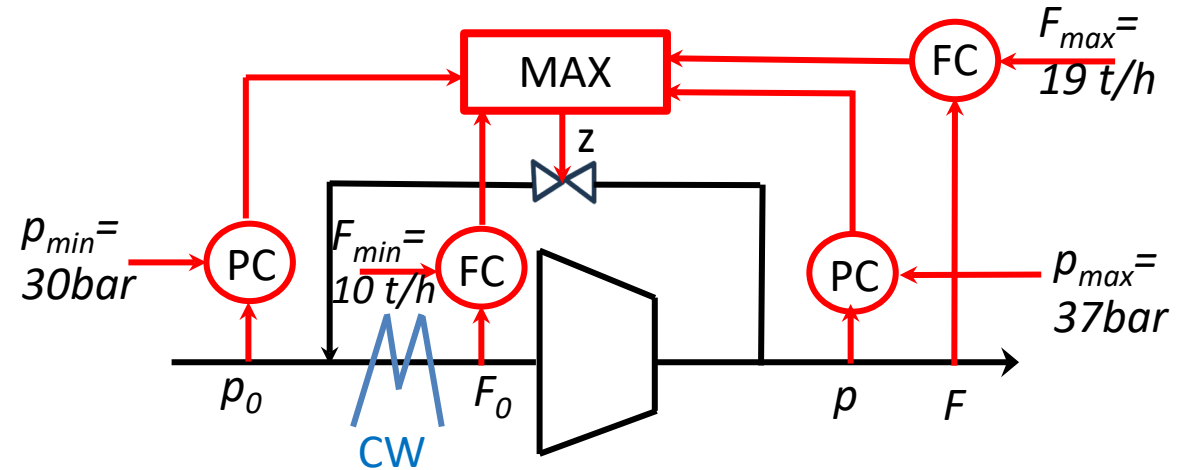 F_max=
19 t/h
FC
MAX
z
p_min=
30bar
PC
F_min=
10 t/h
FC
PC
p_max=
37bar
p_0
F_0
p
F
CW